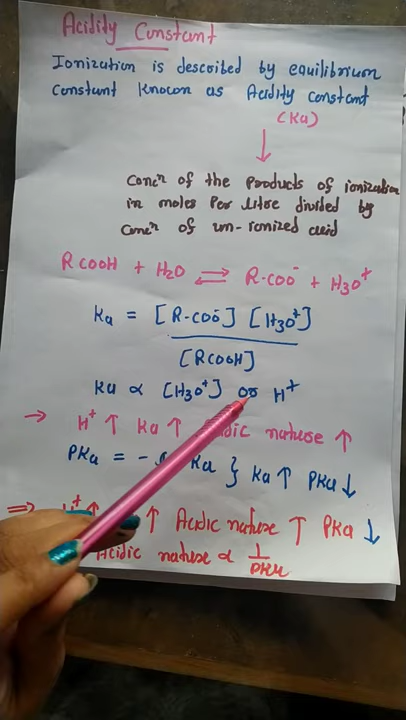 Acidity Constant
Ionization is described by equilibrium
constant known as Acidity constant
(Ka)
↓
Concn of the Products of ionization
in moles Per litre divided by
Concn of un-ionized acid
RCOOH + H2O ⇌ R-COO⁻ + H3O⁺
Ka = [R-COO⁻] [H3O⁺]
[RCOOH]
Ka ∝ [H3O⁺] or H⁺
⇒ H⁺ ↑ Ka ↑ nature ↑
PKa = - Ka } Ka ↑ PKa ↓
⇒ H⁺ ↑ ↑ Acidic nature ↑ PKa ↓
Acidic nature ∝ 1/PKa